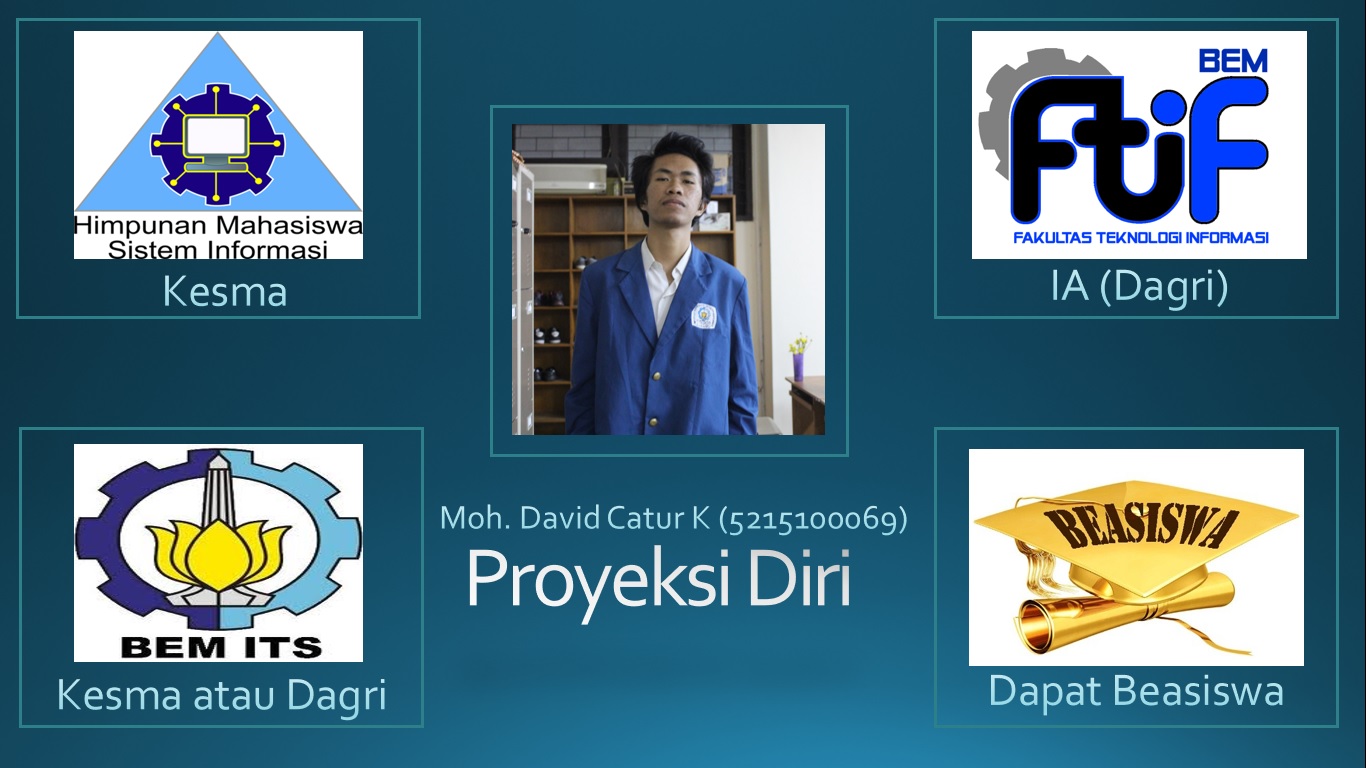 Himpunan Mahasiswa
Sistem Informasi
Kesma
BEM
FTIF
FAKULTAS TEKNOLOGI INFORMASI
IA (Dagri)
Moh. David Catur K (5215100069)
Proyeksi Diri
BEM ITS
Kesma atau Dagri
BEASISWA
Dapat Beasiswa